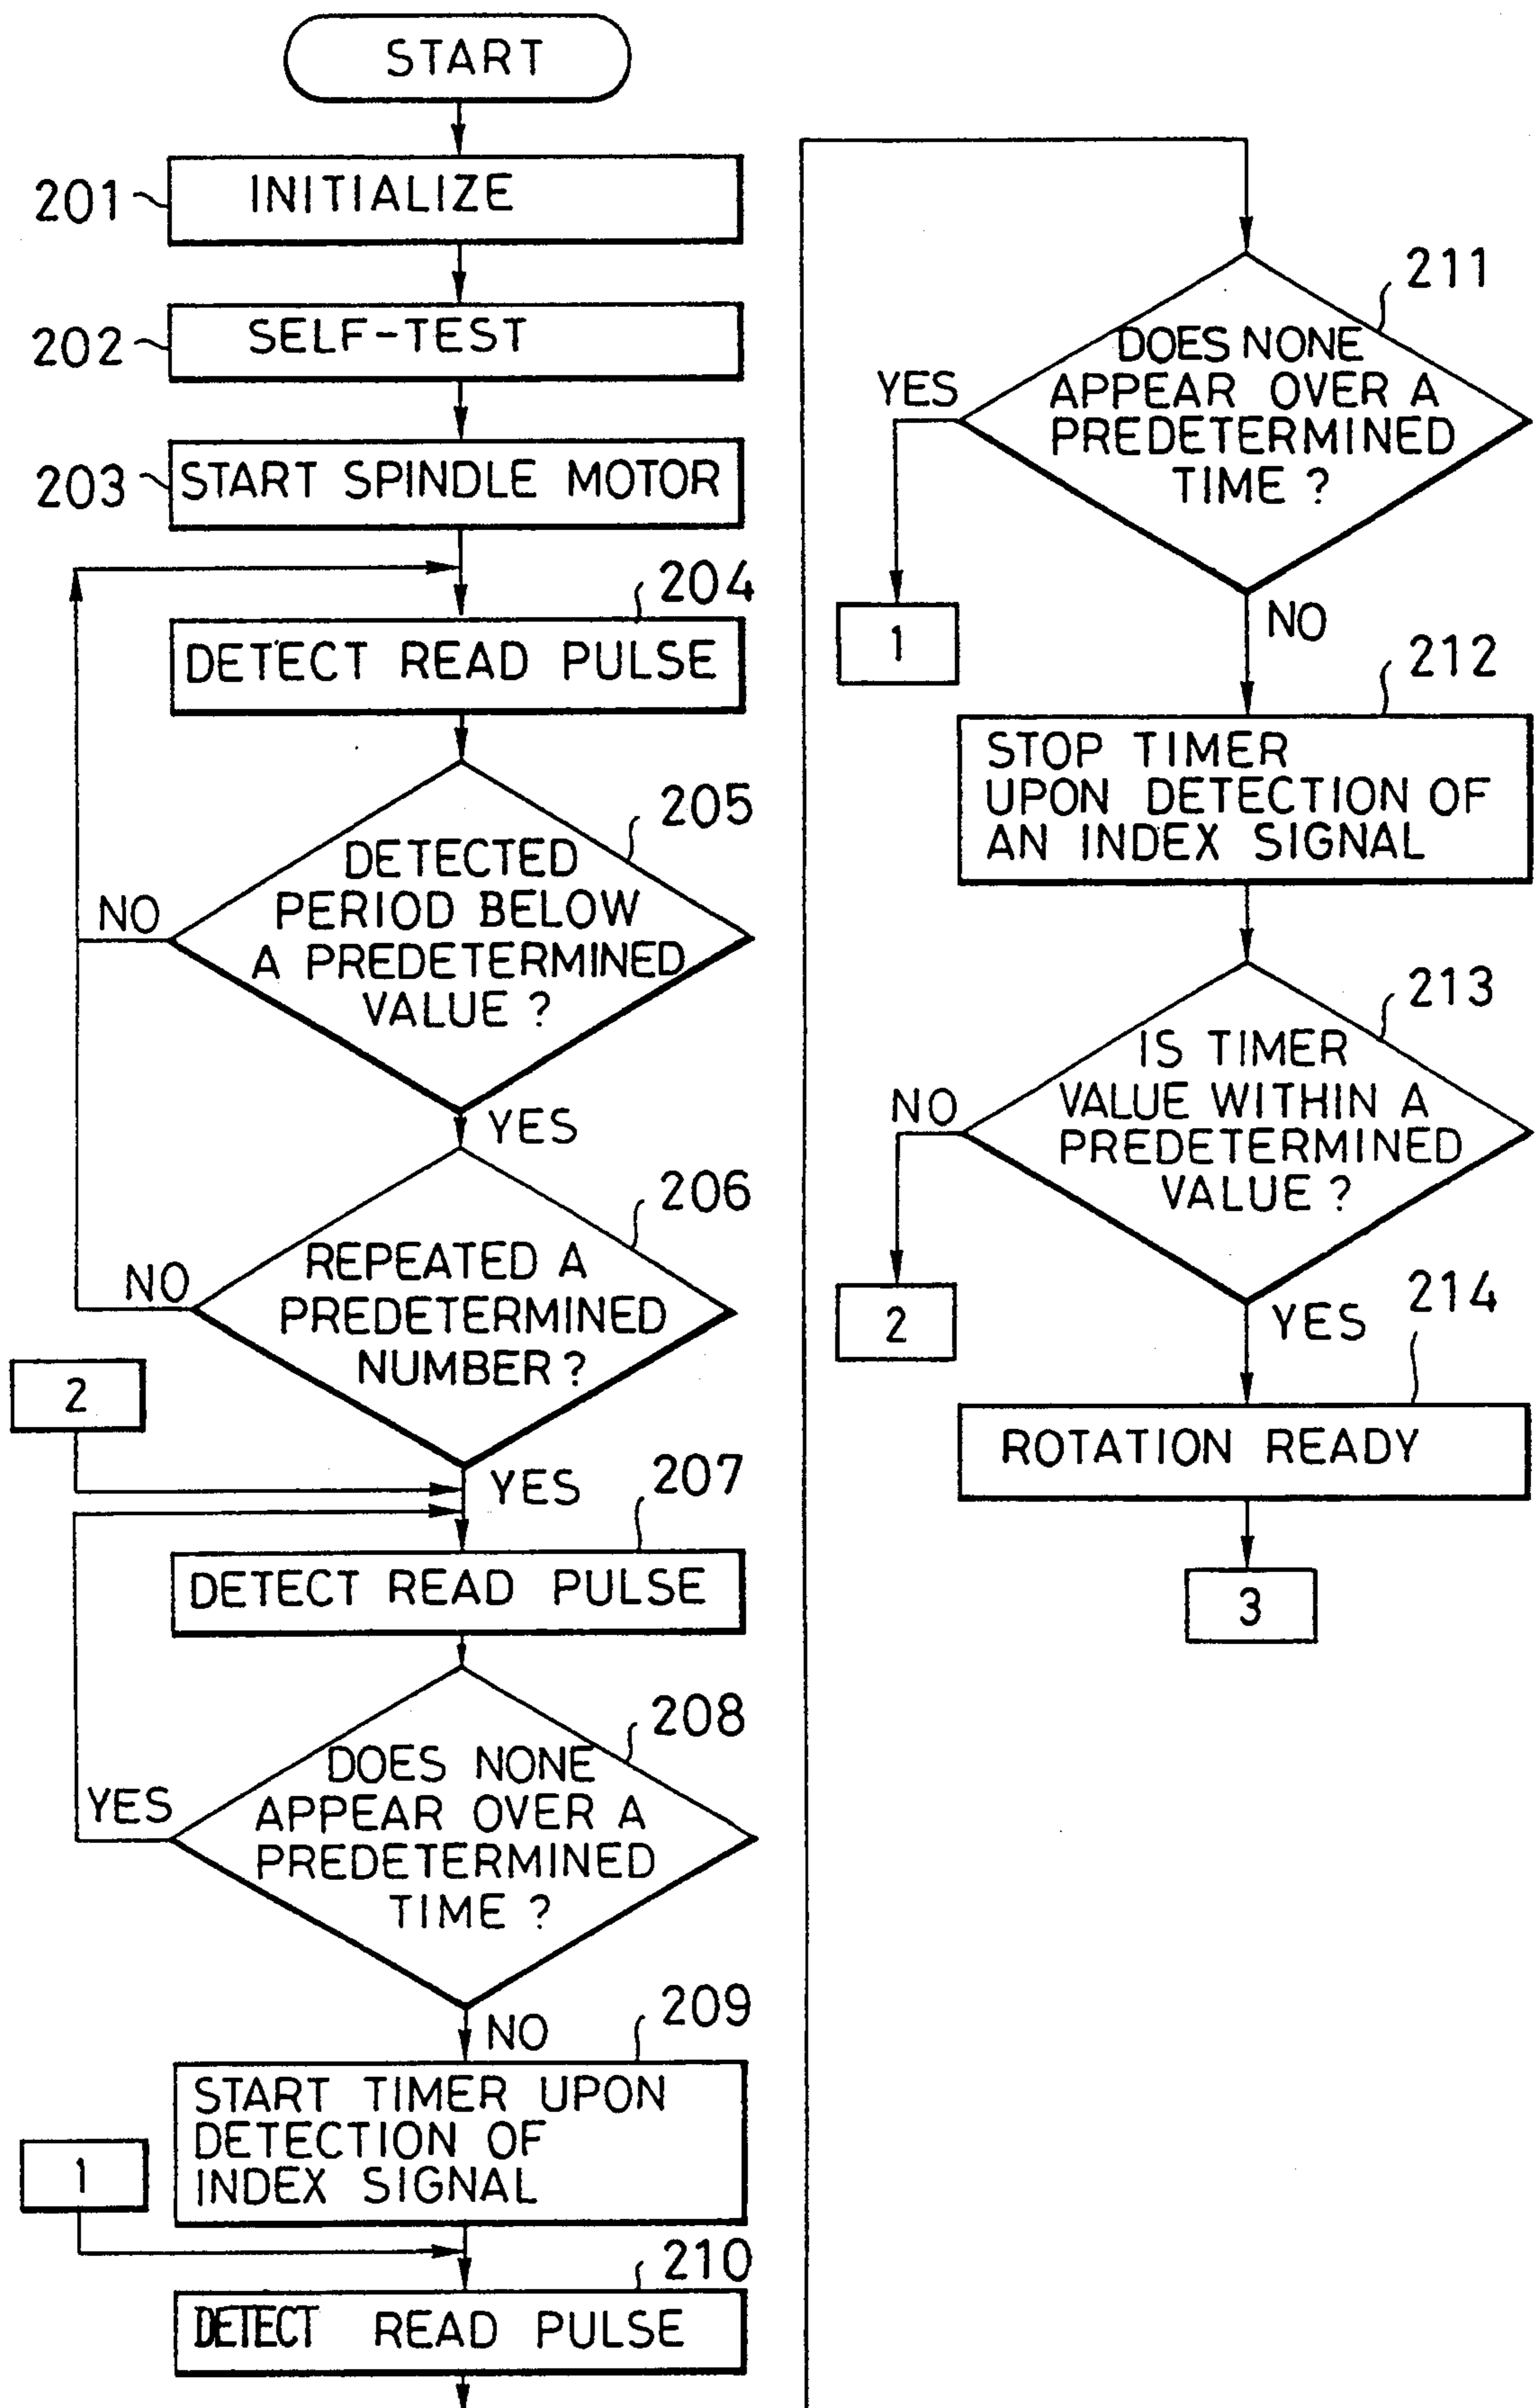 START
201
INITIALIZE
202
SELF-TEST
203
START SPINDLE MOTOR
204
DETECT READ PULSE
205
DETECTED
PERIOD BELOW
A PREDETERMINED
VALUE ?
NO
YES
206
REPEATED A
PREDETERMINED
NUMBER ?
NO
2
YES
207
DETECT READ PULSE
208
DOES NONE
APPEAR OVER A
PREDETERMINED
TIME ?
YES
NO
209
START TIMER UPON
DETECTION OF
INDEX SIGNAL
1
210
DETECT READ PULSE
211
DOES NONE
APPEAR OVER A
PREDETERMINED
TIME ?
YES
1
NO
212
STOP TIMER
UPON DETECTION OF
AN INDEX SIGNAL
213
IS TIMER
VALUE WITHIN A
PREDETERMINED
VALUE ?
NO
2
YES
214
ROTATION READY
3